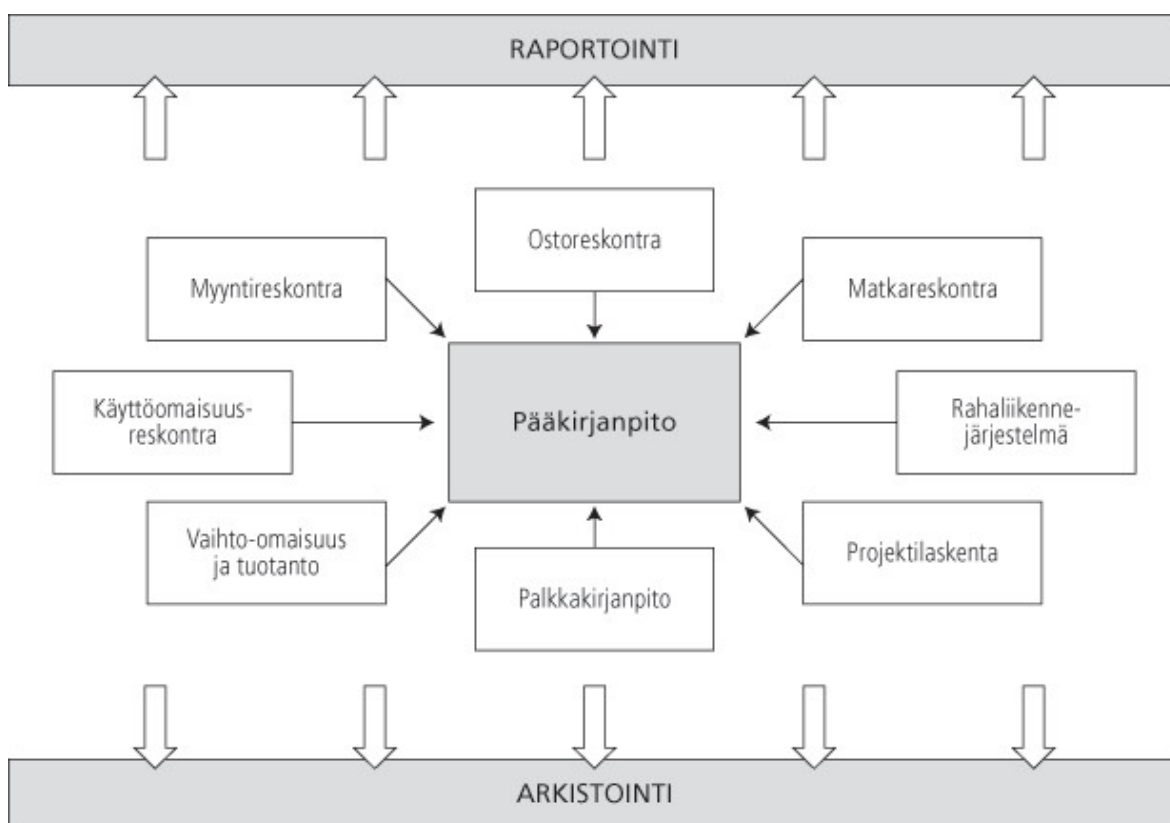 RAPORTOINTI
Ostoreskontra
Myyntireskontra
Matkareskontra
Käyttöomaisuus-
reskontra
Pääkirjanpito
Rahaliikenne-
järjestelmä
Vaihto-omaisuus
ja tuotanto
Palkkakirjanpito
Projektilaskenta
ARKISTOINTI